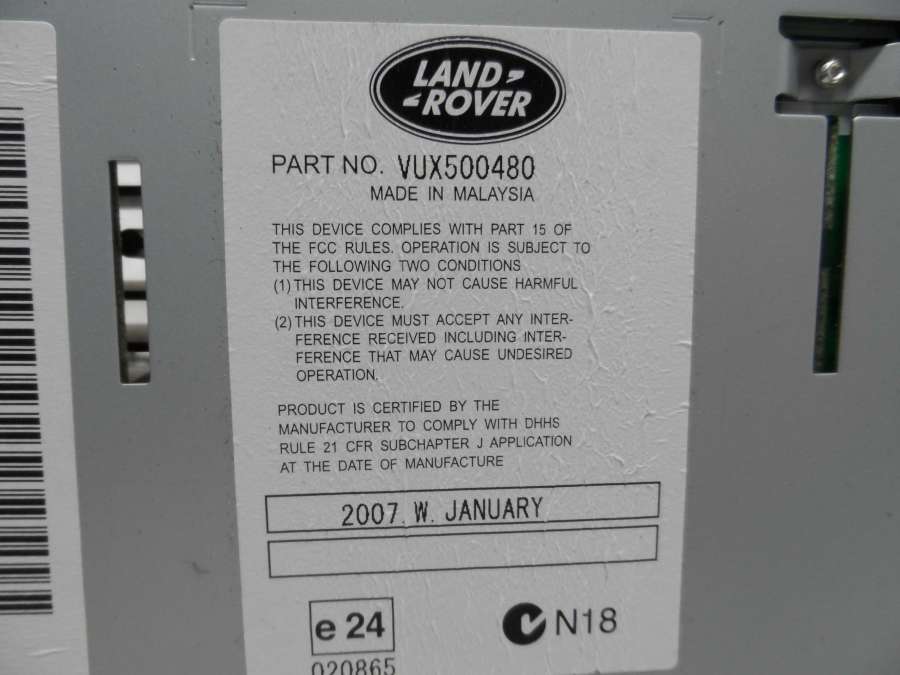 LAND-
-ROVER
PART NO. VUX500480
MADE IN MALAYSIA
THIS DEVICE COMPLIES WITH PART 15 OF
THE FCC RULES. OPERATION IS SUBJECT TO
THE FOLLOWING TWO CONDITIONS
(1) THIS DEVICE MAY NOT CAUSE HARMFUL
INTERFERENCE.
(2) THIS DEVICE MUST ACCEPT ANY INTER-
FERENCE RECEIVED INCLUDING INTER-
FERENCE THAT MAY CAUSE UNDESIRED
OPERATION.
PRODUCT IS CERTIFIED BY THE
MANUFACTURER TO COMPLY WITH DHHS
RULE 21 CFR SUBCHAPTER J APPLICATION
AT THE DATE OF MANUFACTURE
2007 W. JANUARY
e 24
N18
020865